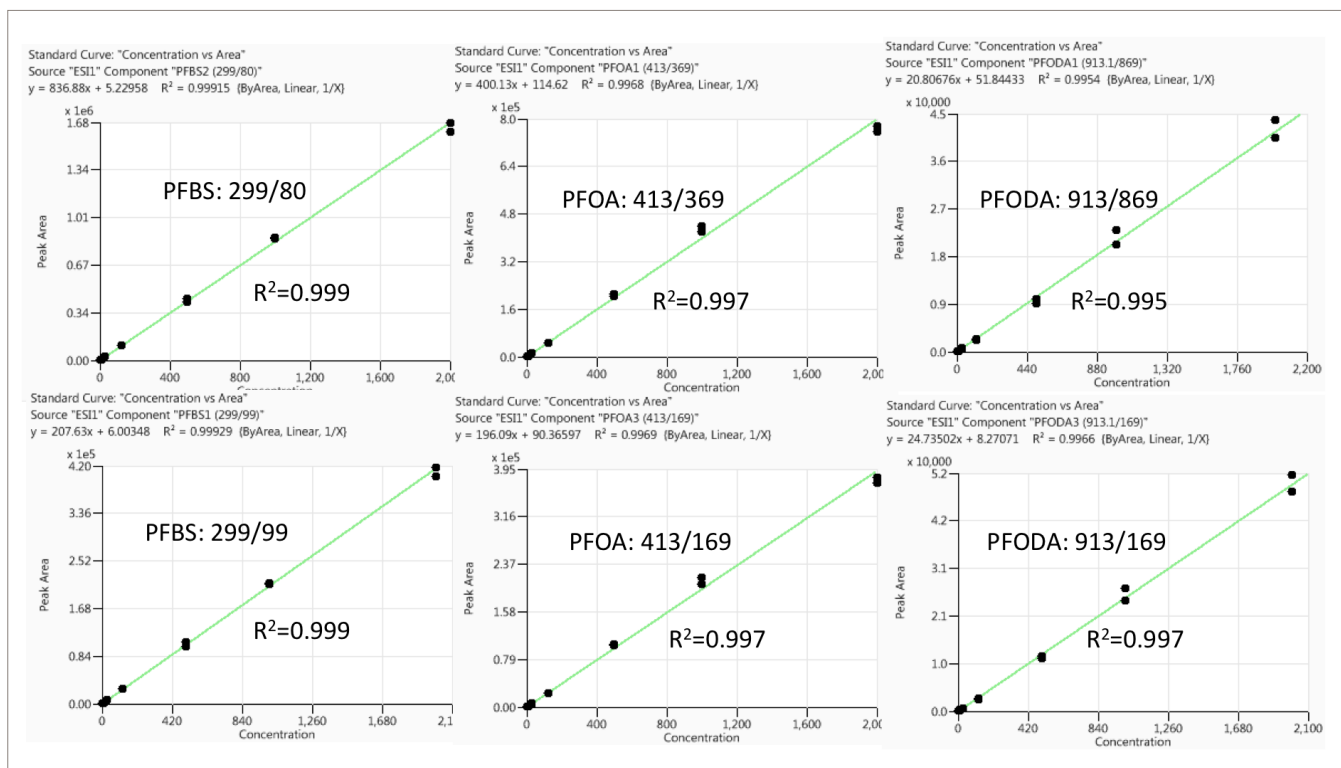 Standard Curve: "Concentration vs Area"
Source "ESI1" Component "PFBS2 (299/80)"
y = 836.88x + 5.22958 R² = 0.99915 {ByArea, Linear, 1/X}
x 1e6
1.68
1.34
1.01
0.67
0.34
0.00
Peak Area
PFBS: 299/80
R²=0.999
0 400 800 1,200 1,600 2,00
Concentration
Standard Curve: "Concentration vs Area"
Source "ESI1" Component "PFOA1 (413/369)"
y = 400.13x + 114.62 R² = 0.9968 {ByArea, Linear, 1/X}
x 1e5
8.0
6.4
4.8
3.2
1.6
0.0
Peak Area
PFOA: 413/369
R²=0.997
0 400 800 1,200 1,600 2,00
Concentration
Standard Curve: "Concentration vs Area"
Source "ESI1" Component "PFODA1 (913.1/869)"
y = 20.80676x + 51.84433 R² = 0.9954 {ByArea, Linear, 1/X}
x 10,000
4.5
3.6
2.7
1.8
0.9
0.0
Peak Area
PFODA: 913/869
R²=0.995
0 440 880 1,320 1,760 2,200
Concentration
Standard Curve: "Concentration vs Area"
Source "ESI1" Component "PFBS1 (299/99)"
y = 207.63x + 6.00348 R² = 0.99929 {ByArea, Linear, 1/X}
x 1e5
4.20
3.36
2.52
1.68
0.84
0.00
Peak Area
PFBS: 299/99
R²=0.999
0 420 840 1,260 1,680 2,1
Concentration
Standard Curve: "Concentration vs Area"
Source "ESI1" Component "PFOA3 (413/169)"
y = 196.09x + 90.36597 R² = 0.9969 {ByArea, Linear, 1/X}
x 1e5
3.95
3.16
2.37
1.58
0.79
0.00
Peak Area
PFOA: 413/169
R²=0.997
0 400 800 1,200 1,600 2,00
Concentration
Standard Curve: "Concentration vs Area"
Source "ESI1" Component "PFODA3 (913.1/169)"
y = 24.73502x + 8.27071 R² = 0.9966 {ByArea, Linear, 1/X}
x 10,000
5.2
4.2
3.1
2.1
1.0
0.0
Peak Area
PFODA: 913/169
R²=0.997
0 420 840 1,260 1,680 2,100
Concentration